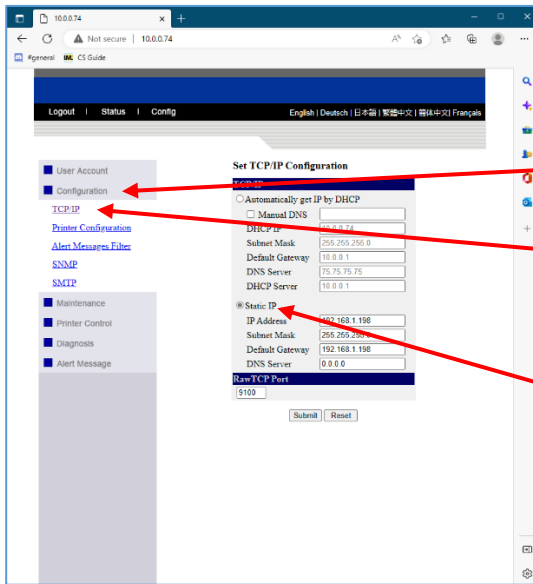 10.0.0.74
Not secure | 10.0.0.74
#general IML CS Guide
Logout | Status | Config
English | Deutsch | 日本語 | 繁體中文 | 簡体中文| Français
User Account
Configuration
TCP/IP
Printer Configuration
Alert Messages Filter
SNMP
SMTP
Maintenance
Printer Control
Diagnosis
Alert Message
Set TCP/IP Configuration
TCP/IP
Automatically get IP by DHCP
Manual DNS
DHCP IP 10.0.0.74
Subnet Mask 255.255.255.0
Default Gateway 10.0.0.1
DNS Server 75.75.75.75
DHCP Server 10.0.0.1
Static IP
IP Address 192.168.1.198
Subnet Mask 255.255.255.0
Default Gateway 192.168.1.198
DNS Server 0.0.0.0
RawTCP Port
9100
Submit Reset